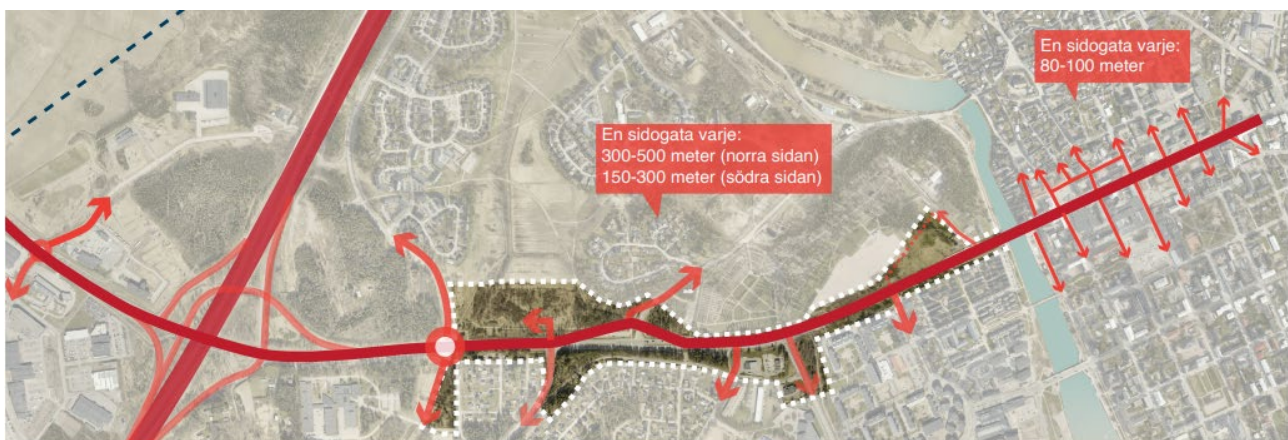 En sidogata varje:
80-100 meter
En sidogata varje:
300-500 meter (norra sidan)
150-300 meter (södra sidan)